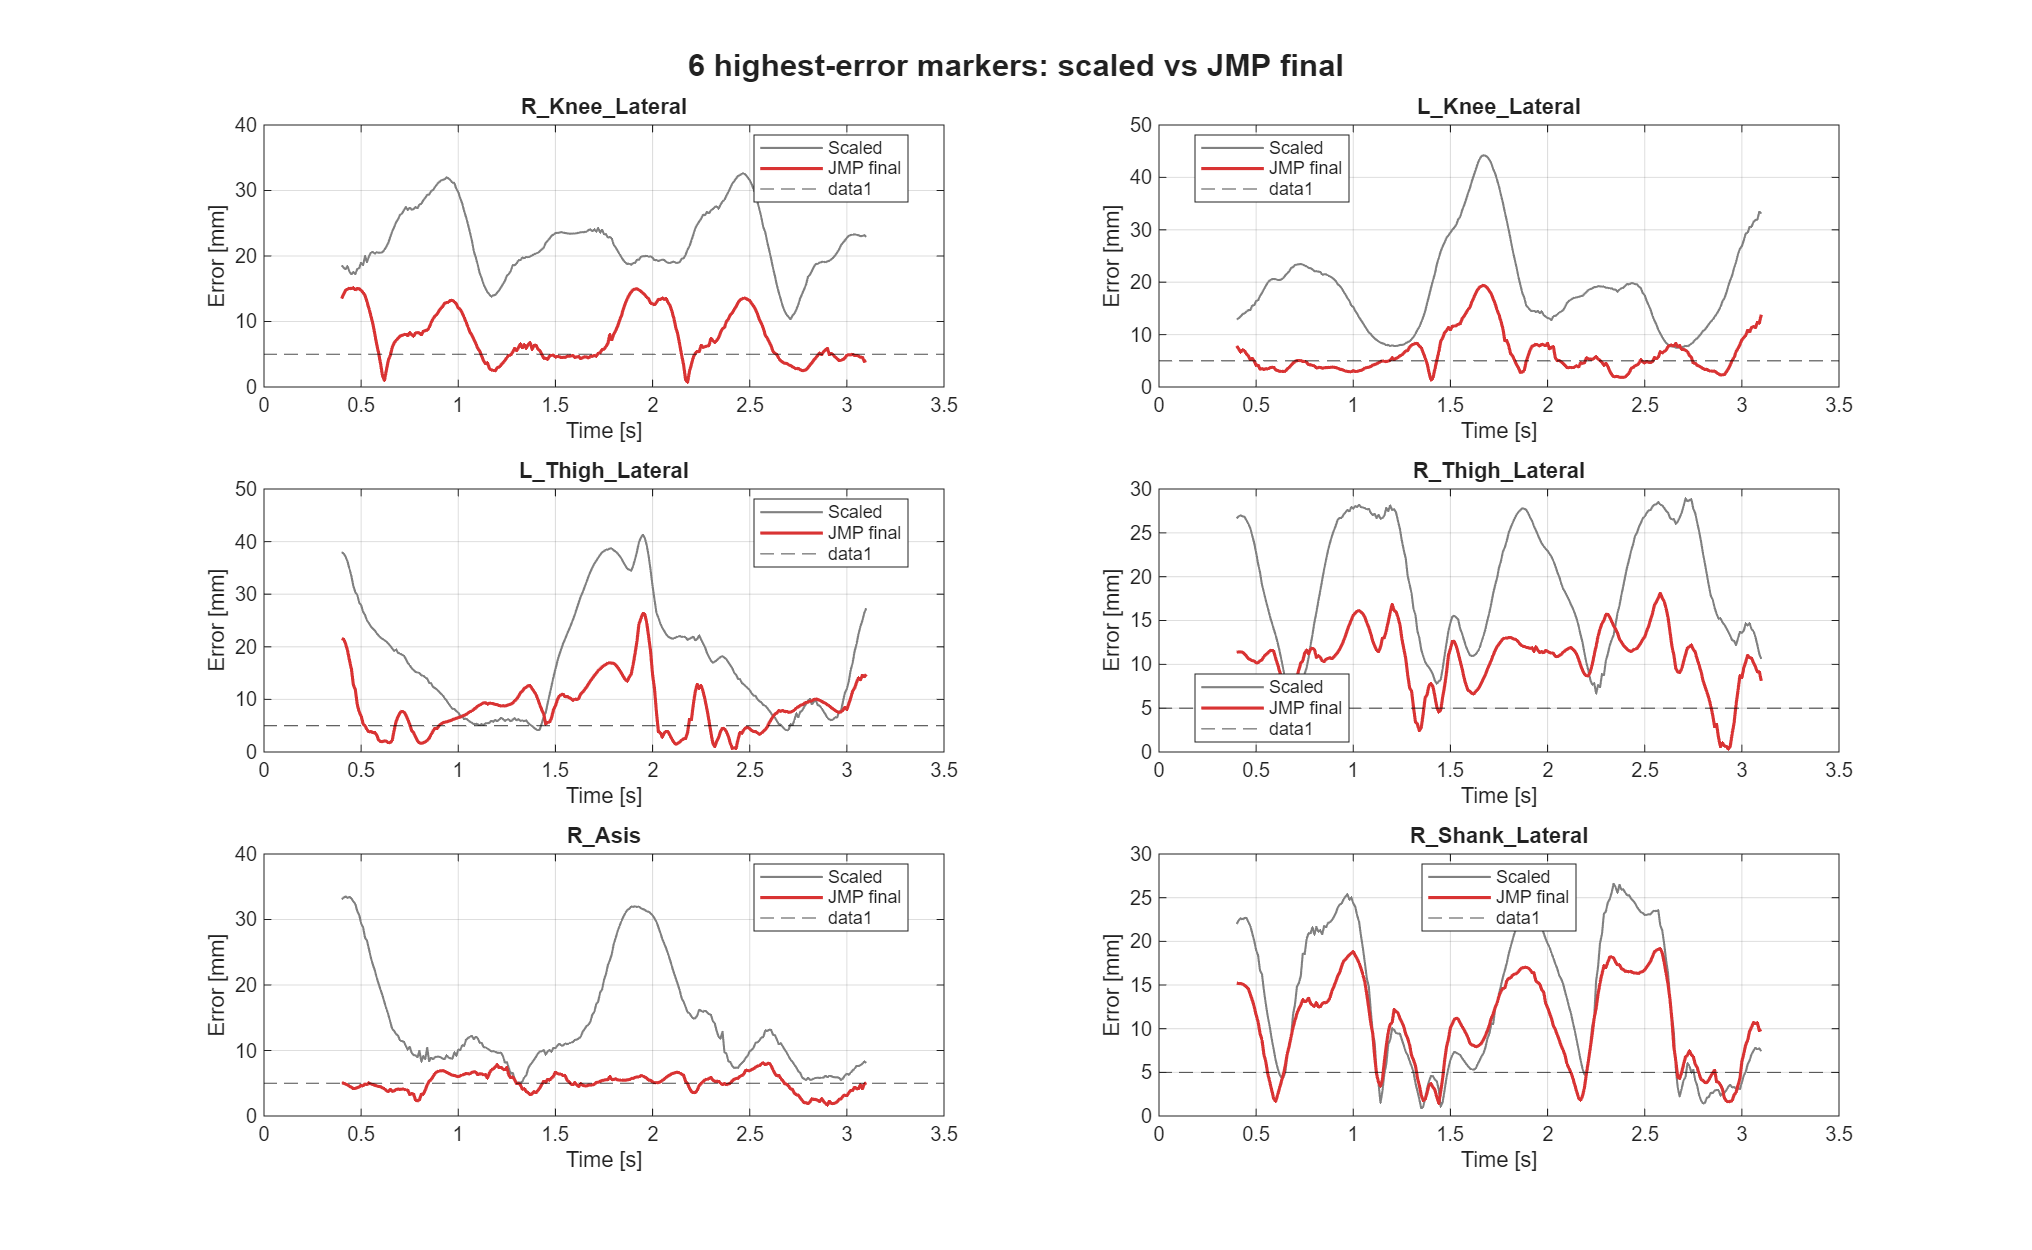 6 highest-error markers: scaled vs JMP final
R_Knee_Lateral
40
30
20
10
0
Error [mm]
0 0.5 1 1.5 2 2.5 3 3.5
Time [s]
Scaled
JMP final
data1
L_Knee_Lateral
50
40
30
20
10
0
Error [mm]
0 0.5 1 1.5 2 2.5 3 3.5
Time [s]
Scaled
JMP final
data1
L_Thigh_Lateral
50
40
30
20
10
0
Error [mm]
0 0.5 1 1.5 2 2.5 3 3.5
Time [s]
Scaled
JMP final
data1
R_Thigh_Lateral
30
25
20
15
10
5
0
Error [mm]
0 0.5 1 1.5 2 2.5 3 3.5
Time [s]
Scaled
JMP final
data1
R_Asis
40
30
20
10
0
Error [mm]
0 0.5 1 1.5 2 2.5 3 3.5
Time [s]
Scaled
JMP final
data1
R_Shank_Lateral
30
25
20
15
10
5
0
Error [mm]
0 0.5 1 1.5 2 2.5 3 3.5
Time [s]
Scaled
JMP final
data1